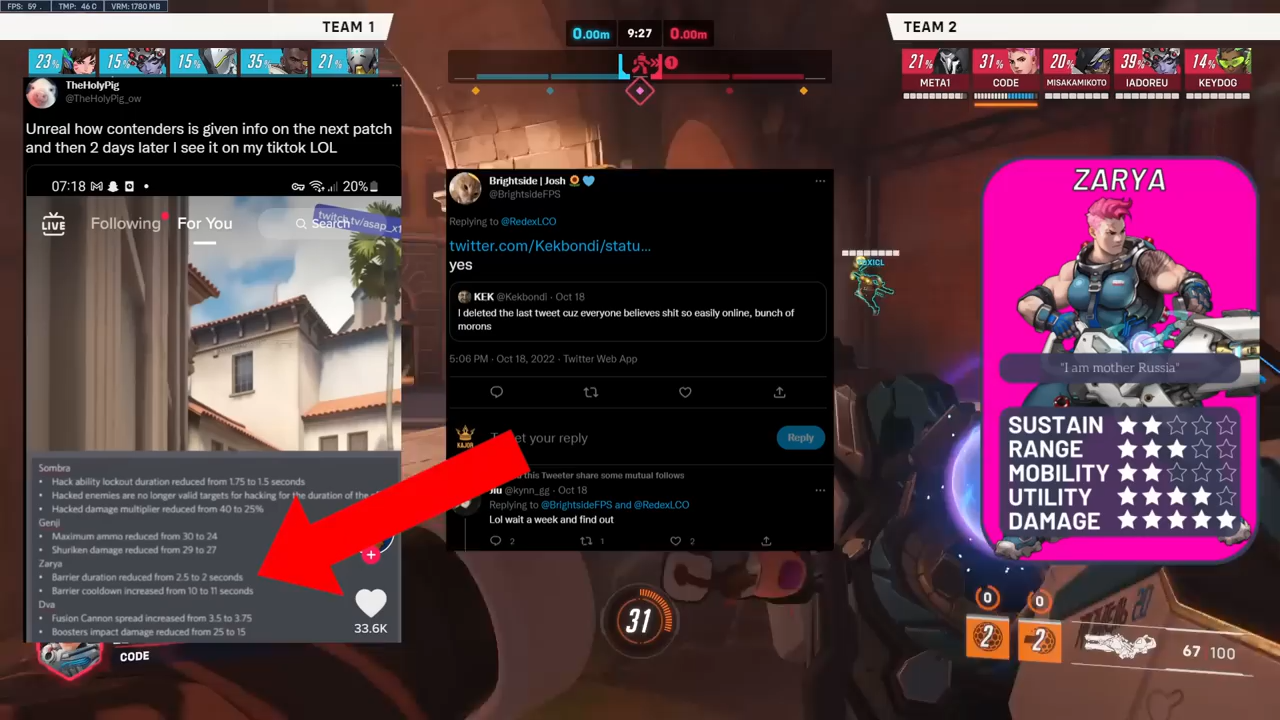 FPS: 59 . TMP: 46 C VRM: 1780 MB
TEAM 1
0.00m 9:27 0.00m
TEAM 2
23% 15% 15% 35% 21%
1
21% 31% 20% 39% 14%
META1 CODE MISAKAMIKOTO IADOREU KEYDOG
TheHolyPig
@TheHolyPig_ow
Unreal how contenders is given info on the next patch
and then 2 days later I see it on my tiktok LOL
07:18 20%
LIVE Following For You Search
twitch.tv/asap_x1
Sombra
• Hack ability lockout duration reduced from 1.75 to 1.5 seconds
• Hacked enemies are no longer valid targets for hacking for the duration of the
• Hacked damage multiplier reduced from 40 to 25%
Genji
• Maximum ammo reduced from 30 to 24
• Shuriken damage reduced from 29 to 27
Zarya
• Barrier duration reduced from 2.5 to 2 seconds
• Barrier cooldown increased from 10 to 11 seconds
Dva
• Fusion Cannon spread increased from 3.5 to 3.75
• Boosters impact damage reduced from 25 to 15
33.6K
CODE
Brightside | Josh
@BrightsideFPS
Replying to @RedexLCO
twitter.com/Kekbondi/statu...
yes
KEK @Kekbondi · Oct 18
I deleted the last tweet cuz everyone believes shit so easily online, bunch of
morons
5:06 PM · Oct 18, 2022 · Twitter Web App
KAJOR
your reply
Reply
this Tweeter share some mutual follows
@kynn_gg · Oct 18
Replying to @BrightsideFPS and @RedexLCO
Lol wait a week and find out
2 1 2
31
ZARYA
"I am mother Russia"
SUSTAIN
RANGE
MOBILITY
UTILITY
DAMAGE
0 0
2 2
67 100